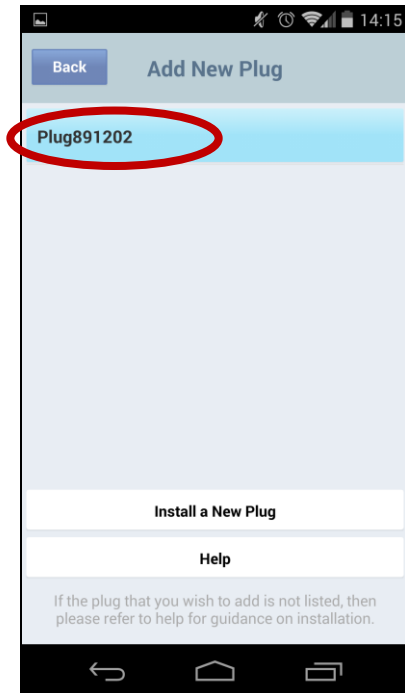 14:15
Back
Add New Plug
Plug891202
Install a New Plug
Help
If the plug that you wish to add is not listed, then
please refer to help for guidance on installation.